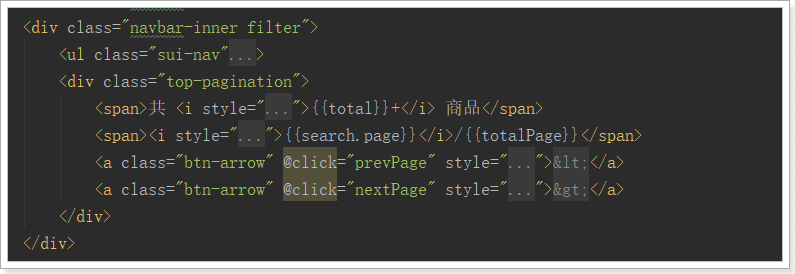 <div class="navbar-inner filter">
<ul class="sui-nav"...>
<div class="top-pagination">
<span>共 <i style="...">{{total}}+</i> 商品</span>
<span><i style="...">{{search.page}}</i>/{{totalPage}}</span>
<a class="btn-arrow" @click="prevPage" style="...">&lt;</a>
<a class="btn-arrow" @click="nextPage" style="...">&gt;</a>
</div>
</div>